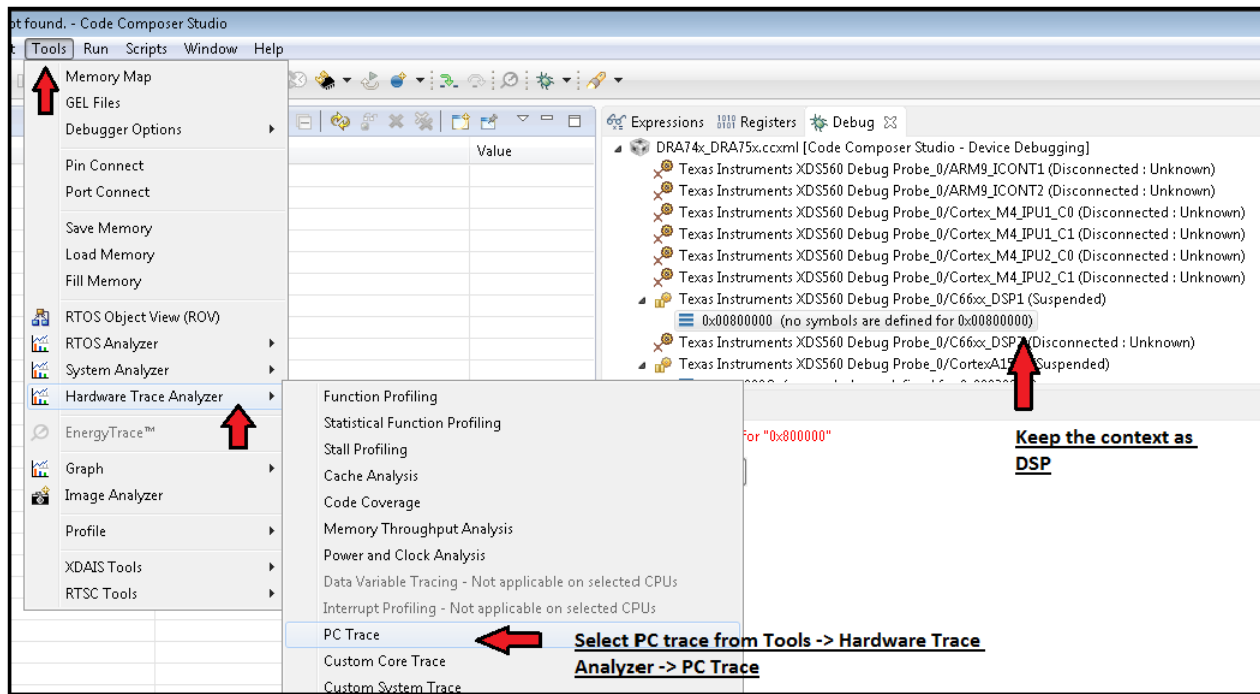 ot found. - Code Composer Studio
t Tools Run Scripts Window Help
Memory Map
GEL Files
Debugger Options
Pin Connect
Port Connect
Save Memory
Load Memory
Fill Memory
RTOS Object View (ROV)
RTOS Analyzer
System Analyzer
Hardware Trace Analyzer
EnergyTrace™
Graph
Image Analyzer
Profile
XDAIS Tools
RTSC Tools
Value
Function Profiling
Statistical Function Profiling
Stall Profiling
Cache Analysis
Code Coverage
Memory Throughput Analysis
Power and Clock Analysis
Data Variable Tracing - Not applicable on selected CPUs
Interrupt Profiling - Not applicable on selected CPUs
PC Trace
Custom Core Trace
Custom System Trace
Expressions Registers Debug
DRA74x_DRA75x.ccxml [Code Composer Studio - Device Debugging]
Texas Instruments XDS560 Debug Probe_0/ARM9_ICONT1 (Disconnected : Unknown)
Texas Instruments XDS560 Debug Probe_0/ARM9_ICONT2 (Disconnected : Unknown)
Texas Instruments XDS560 Debug Probe_0/Cortex_M4_IPU1_C0 (Disconnected : Unknown)
Texas Instruments XDS560 Debug Probe_0/Cortex_M4_IPU1_C1 (Disconnected : Unknown)
Texas Instruments XDS560 Debug Probe_0/Cortex_M4_IPU2_C0 (Disconnected : Unknown)
Texas Instruments XDS560 Debug Probe_0/Cortex_M4_IPU2_C1 (Disconnected : Unknown)
Texas Instruments XDS560 Debug Probe_0/C66xx_DSP1 (Suspended)
0x00800000 (no symbols are defined for 0x00800000)
Texas Instruments XDS560 Debug Probe_0/C66xx_DSP (Disconnected : Unknown)
Texas Instruments XDS560 Debug Probe_0/CortexA15 Suspended)
for "0x800000"
Keep the context as
DSP
Select PC trace from Tools -> Hardware Trace
Analyzer -> PC Trace